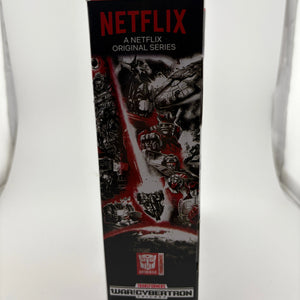 NETFLIX
A NETFLIX
ORIGINAL SERIES
TRANSFORMERS
WAR FOR CYBERTRON